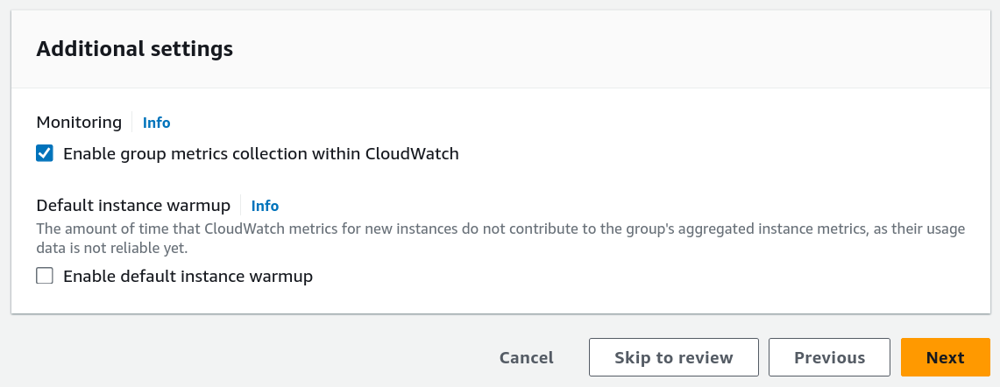 Additional settings
Monitoring Info
Enable group metrics collection within CloudWatch
Default instance warmup Info
The amount of time that CloudWatch metrics for new instances do not contribute to the group's aggregated instance metrics, as their usage
data is not reliable yet.
Enable default instance warmup
Cancel Skip to review Previous Next